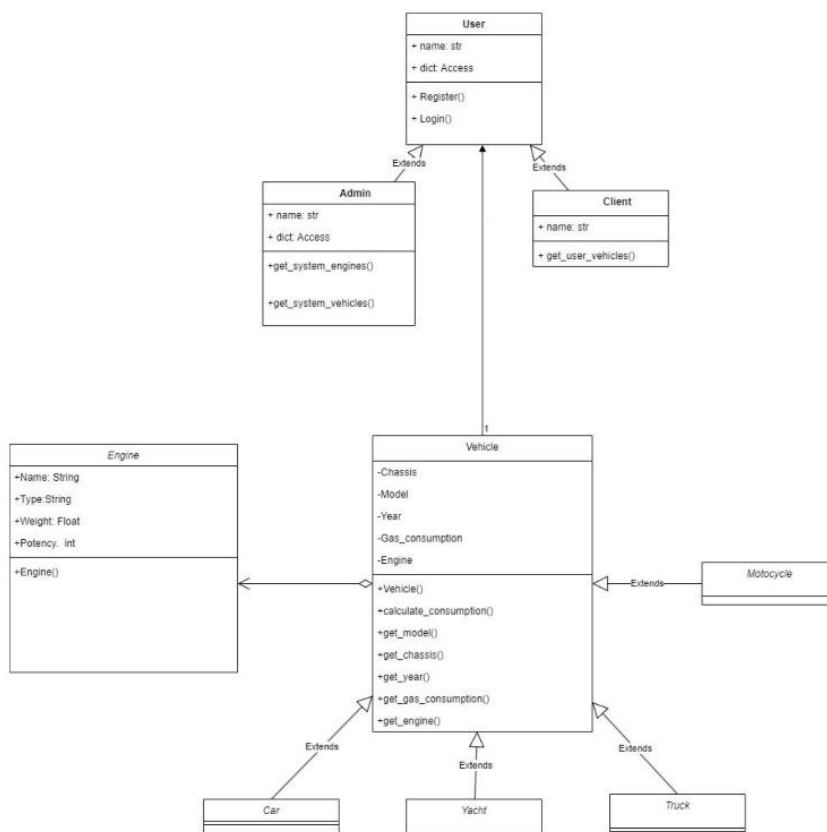 User
+ name: str
+ dict: Access
+ Register()
+ Login()
Extends
Extends
Admin
+ name: str
+ dict: Access
+get_system_engines()
+get_system_vehicles()
Client
+ name: str
+ get_user_vehicles()
1
Engine
+Name: String
+Type:String
+Weight: Float
+Potency. int
+Engine()
Vehicle
-Chassis
-Model
-Year
-Gas_consumption
-Engine
+Vehicle()
+calculate_consumption()
+get_model()
+get_chassis()
+get_year()
+get_gas_consumption()
+get_engine()
Extends
Motocycle
Extends
Extends
Extends
Car
Yacht
Truck